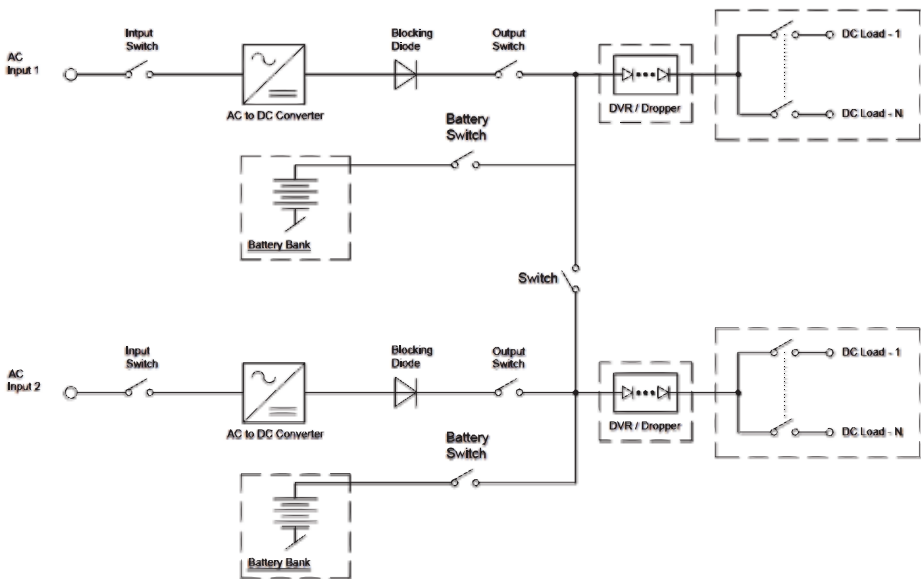 Intput
Switch
Blocking
Diode
Output
Switch
AC
Input 1
AC to DC Converter
DVR / Dropper
DC Load - 1
DC Load - N
Battery
Switch
Battery Bank
Switch
Input
Switch
Blocking
Diode
Output
Switch
AC
Input 2
AC to DC Converter
DVR / Dropper
DC Load - 1
DC Load - N
Battery
Switch
Battery Bank